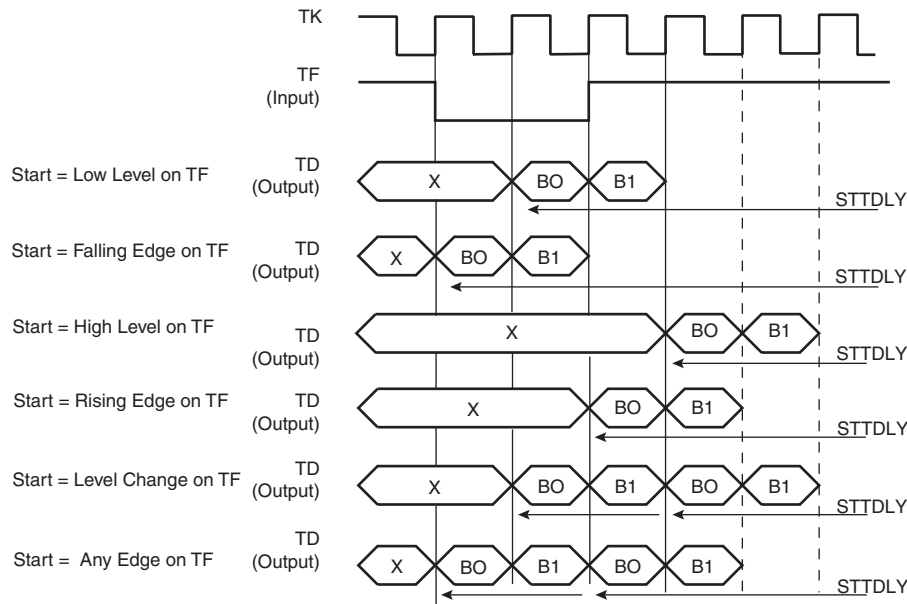 TK
TF
(Input)
Start = Low Level on TF
TD
(Output)
X
BO
B1
STTDLY
Start = Falling Edge on TF
TD
(Output)
X
BO
B1
STTDLY
Start = High Level on TF
TD
(Output)
X
BO
B1
STTDLY
Start = Rising Edge on TF
TD
(Output)
X
BO
B1
STTDLY
Start = Level Change on TF
TD
(Output)
X
BO
B1
BO
B1
STTDLY
Start = Any Edge on TF
TD
(Output)
X
BO
B1
BO
B1
STTDLY